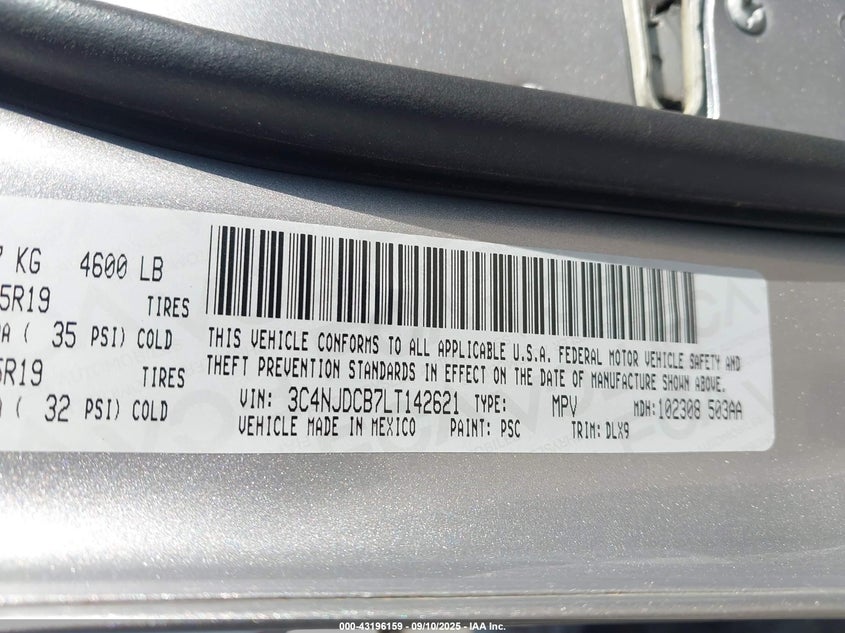 7 KG 4600 LB
5R19 TIRES
A ( 35 PSI) COLD
5R19 TIRES
( 32 PSI) COLD
THIS VEHICLE CONFORMS TO ALL APPLICABLE U.S.A. FEDERAL MOTOR VEHICLE SAFETY AND
THEFT PREVENTION STANDARDS IN EFFECT ON THE DATE OF MANUFACTURE SHOWN ABOVE.
VIN: 3C4NJDCB7LT142621 TYPE: MPV MDH:102308 503AA
VEHICLE MADE IN MEXICO PAINT: PSC TRIM: DLX9
000-43196159 — 09/10/2025 — IAA Inc.